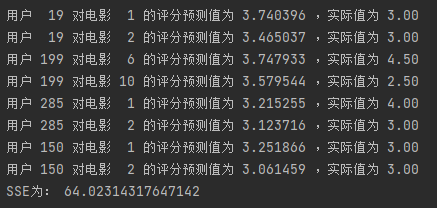 用户  19 对电影  1 的评分预测值为 3.740396 ，实际值为 3.00
用户  19 对电影  2 的评分预测值为 3.465037 ，实际值为 3.00
用户 199 对电影  6 的评分预测值为 3.747933 ，实际值为 4.50
用户 199 对电影 10 的评分预测值为 3.579544 ，实际值为 2.50
用户 285 对电影  1 的评分预测值为 3.215255 ，实际值为 4.00
用户 285 对电影  2 的评分预测值为 3.123716 ，实际值为 3.00
用户 150 对电影  1 的评分预测值为 3.251866 ，实际值为 3.00
用户 150 对电影  2 的评分预测值为 3.061459 ，实际值为 3.00
SSE为： 64.02314317647142